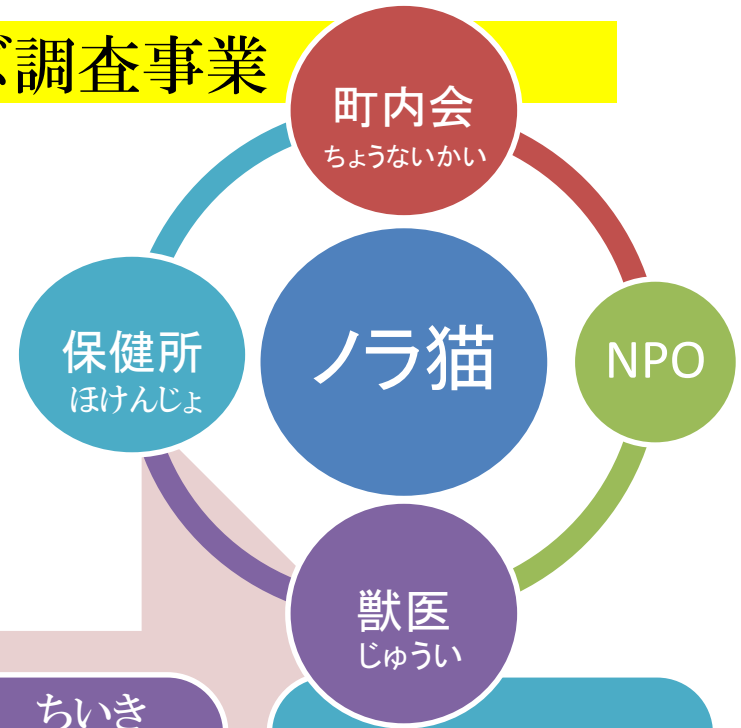 調査事業
町内会
ちょうないかい
保健所
ほけんじょ
ノラ猫
NPO
獣医
じゅうい
ちいき